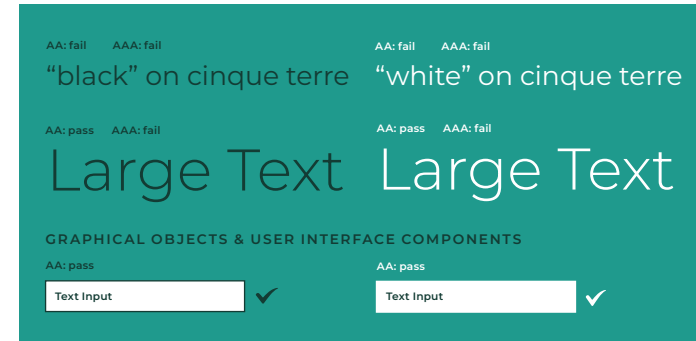 AA: fail AAA: fail
“black” on cinque terre
AA: fail AAA: fail
“white” on cinque terre
AA: pass AAA: fail
Large Text
AA: pass AAA: fail
Large Text
GRAPHICAL OBJECTS & USER INTERFACE COMPONENTS
AA: pass
Text Input
AA: pass
Text Input